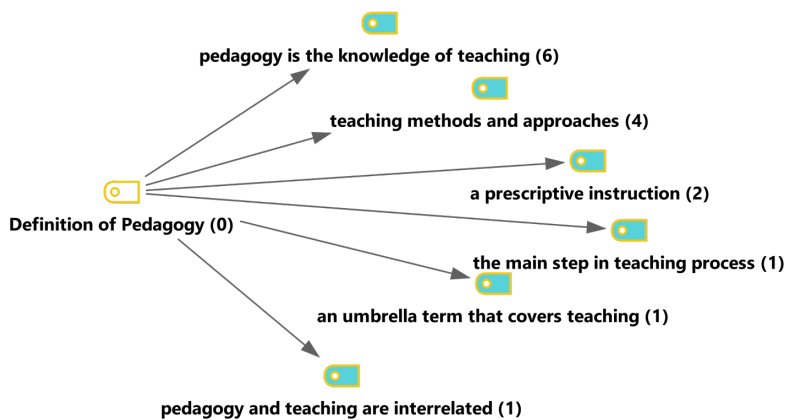 pedagogy is the knowledge of teaching (6)
teaching methods and approaches (4)
a prescriptive instruction (2)
Definition of Pedagogy (0)
the main step in teaching process (1)
an umbrella term that covers teaching (1)
pedagogy and teaching are interrelated (1)